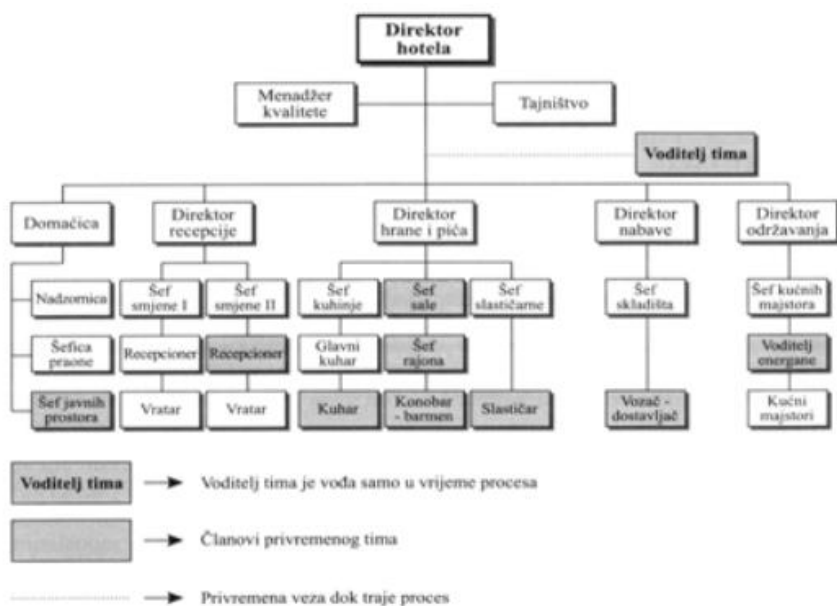 Direktor
hotela
Menadžer
kvalitete
Tajništvo
Voditelj tima
Domaćica
Direktor
recepcije
Direktor
hrane i pića
Direktor
nabave
Direktor
održavanja
Nadzornica
Šef
smjene I
Šef
smjene II
Šef
kuhinje
Šef
sale
Šef
slastičarne
Šef
skladišta
Šef kućnih
majstora
Šefica
praone
Recepcioner
Recepcioner
Glavni
kuhar
Šef
rajona
Voditelj
energane
Šef javnih
prostora
Vratar
Vratar
Kuhar
Konobar
- barmen
Slastičar
Vozač -
dostavljač
Kućni
majstori
Voditelj tima
Voditelj tima je vođa samo u vrijeme procesa
Članovi privremenog tima
Privremena veza dok traje proces